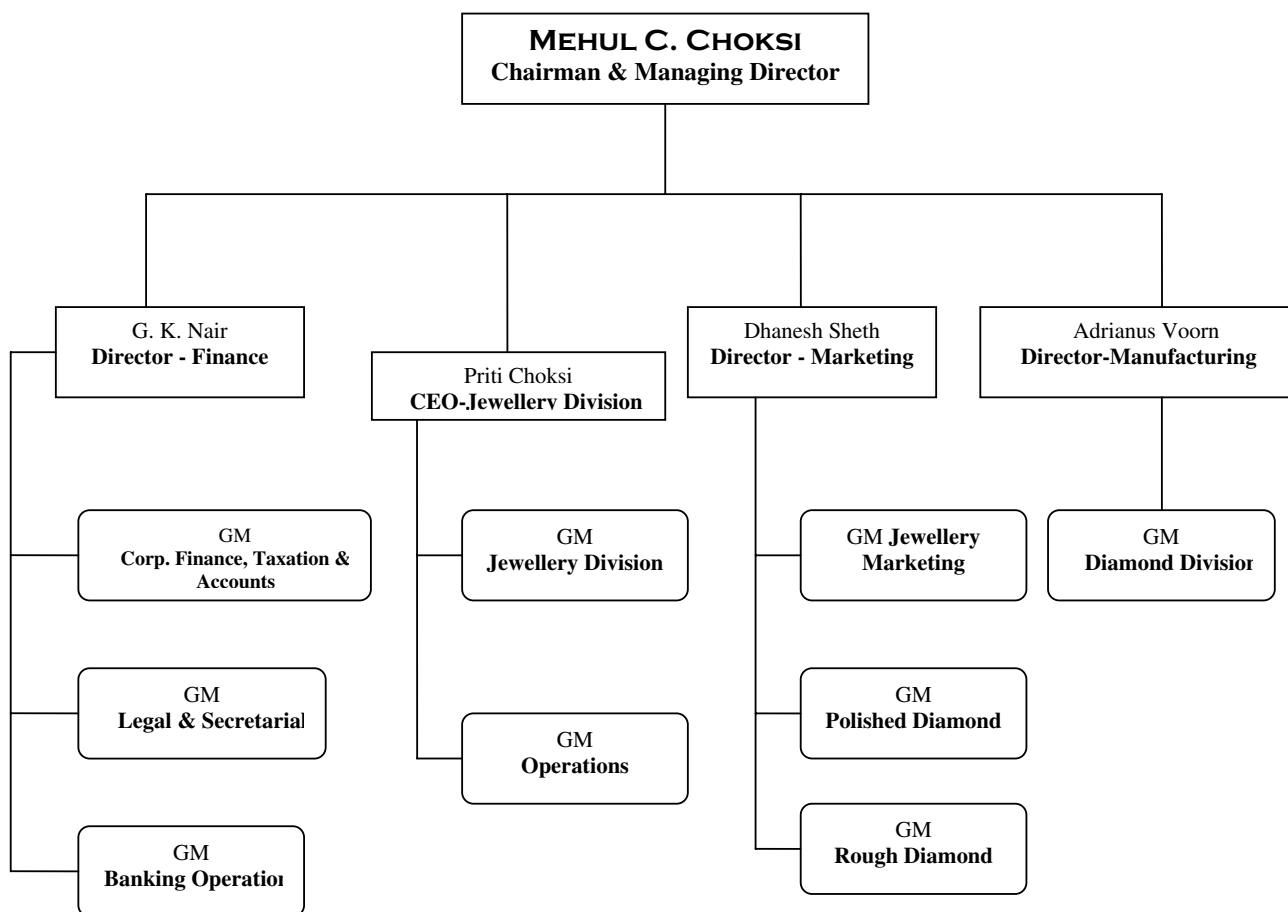 MEHUL C. CHOKSI
Chairman & Managing Director
G. K. Nair
Director - Finance
Priti Choksi
CEO-Jewellery Division
Dhanesh Sheth
Director - Marketing
Adrianus Voorn
Director-Manufacturing
GM
Corp. Finance, Taxation &
Accounts
GM
Jewellery Division
GM Jewellery
Marketing
GM
Diamond Division
GM
Legal & Secretarial
GM
Operations
GM
Polished Diamond
GM
Banking Operation
GM
Rough Diamond